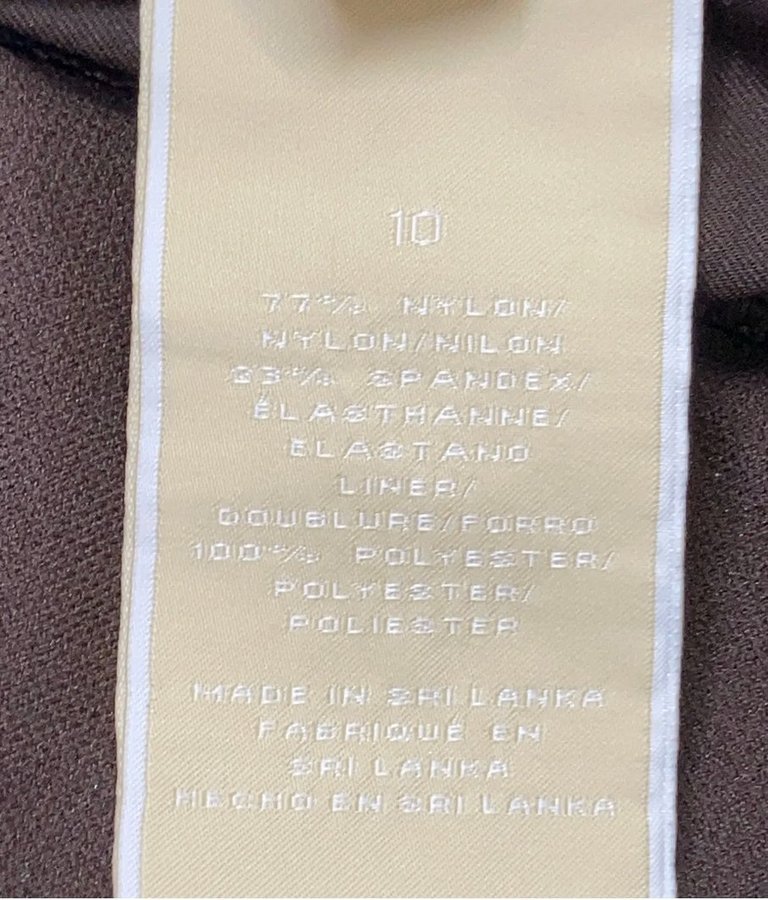 10
77% NYLON/
NYLON/NILON
23% SPANDEX/
ÉLASTHANNE/
ELASTANO
LINER/
DOUBLURE/FORRO
100% POLYESTER/
POLYESTER/
POLIESTER
MADE IN SRI LANKA
FABRIQUÉ EN
SRI LANKA
HECHO EN SRI LANKA